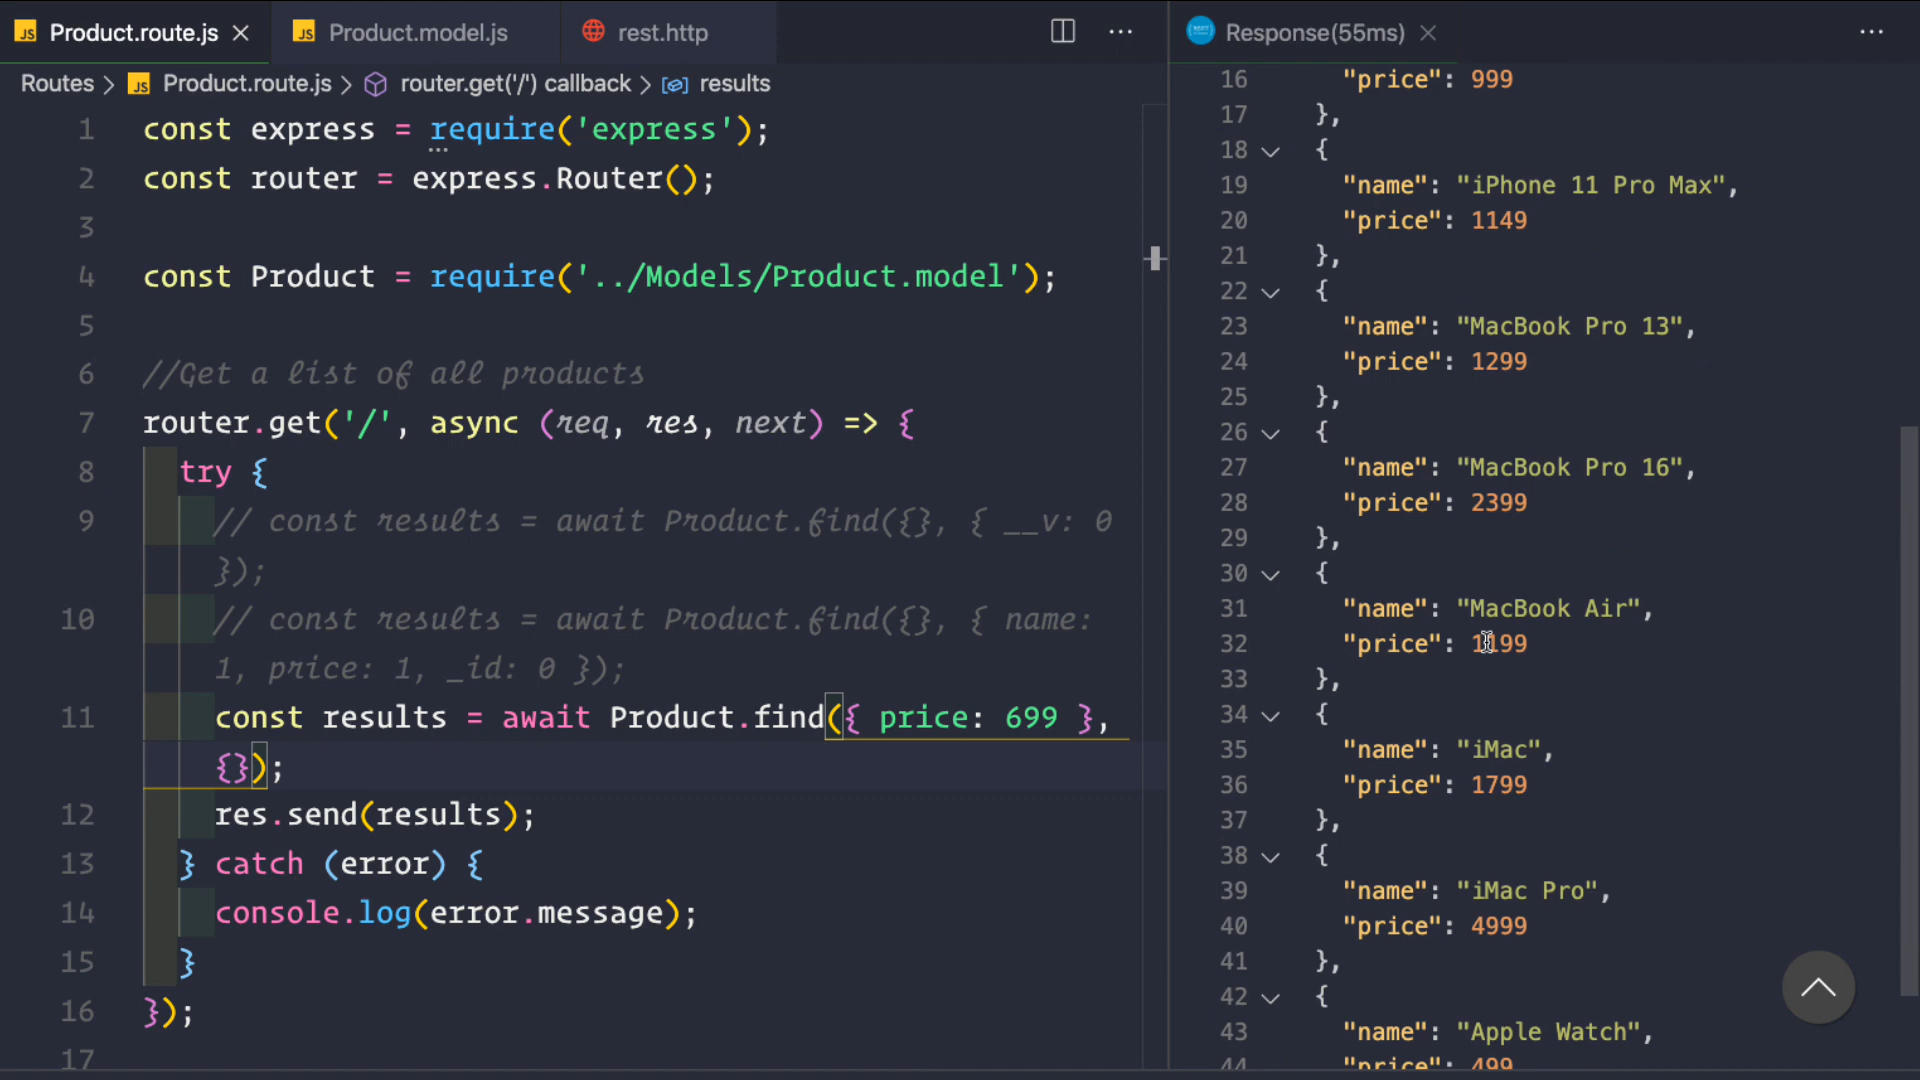 Product.route.js
Product.model.js
rest.http
Response(55ms)
Routes > Product.route.js > router.get('/') callback > results
1 const express = require('express');
2 const router = express.Router();
3
4 const Product = require('../Models/Product.model');
5
6 //Get a list of all products
7 router.get('/', async (req, res, next) => {
8 try {
9 // const results = await Product.find({}, { __v: 0
});
10 // const results = await Product.find({}, { name:
1, price: 1, _id: 0 });
11 const results = await Product.find({ price: 699 },
{});
12 res.send(results);
13 } catch (error) {
14 console.log(error.message);
15 }
16 });
17
16 "price": 999
17 },
18 {
19 "name": "iPhone 11 Pro Max",
20 "price": 1149
21 },
22 {
23 "name": "MacBook Pro 13",
24 "price": 1299
25 },
26 {
27 "name": "MacBook Pro 16",
28 "price": 2399
29 },
30 {
31 "name": "MacBook Air",
32 "price": 1199
33 },
34 {
35 "name": "iMac",
36 "price": 1799
37 },
38 {
39 "name": "iMac Pro",
40 "price": 4999
41 },
42 {
43 "name": "Apple Watch",
44 "price": 499